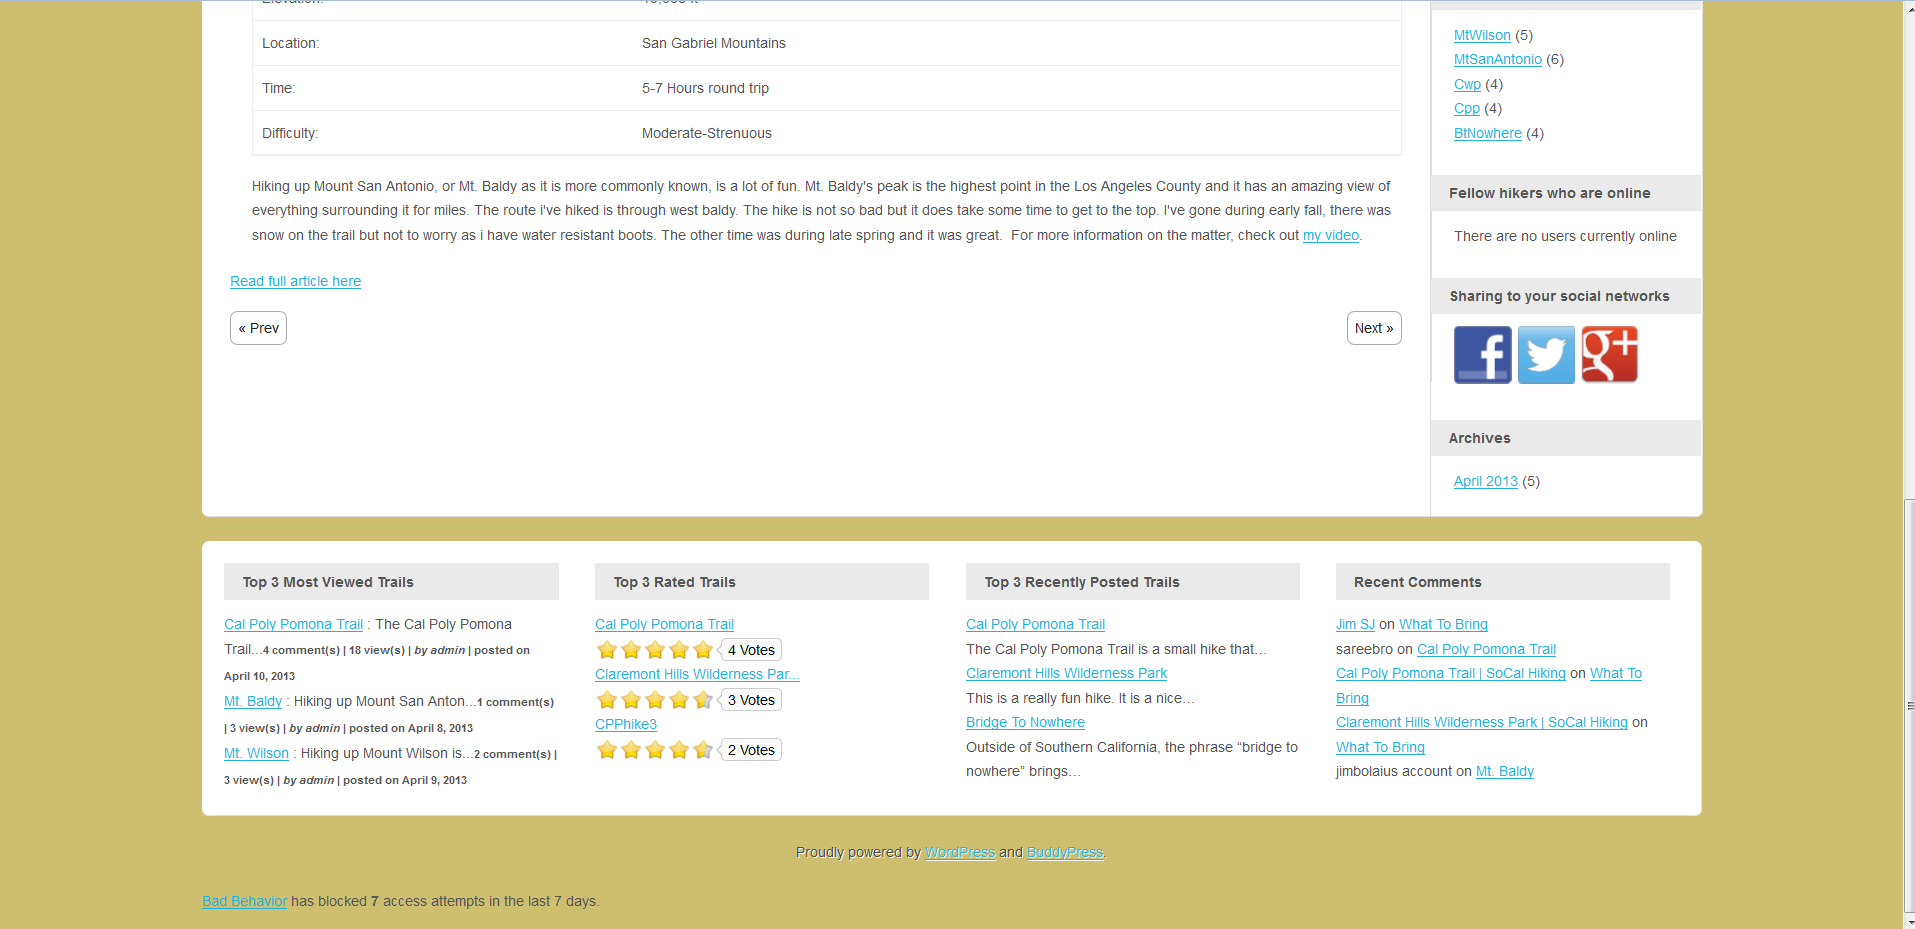 Location: San Gabriel Mountains
Time: 5-7 Hours round trip
Difficulty: Moderate-Strenuous
Hiking up Mount San Antonio, or Mt. Baldy as it is more commonly known, is a lot of fun. Mt. Baldy's peak is the highest point in the Los Angeles County and it has an amazing view of
everything surrounding it for miles. The route i've hiked is through west baldy. The hike is not so bad but it does take some time to get to the top. I've gone during early fall, there was
snow on the trail but not to worry as i have water resistant boots. The other time was during late spring and it was great.  For more information on the matter, check out my video.
Read full article here
« Prev
Next »
MtWilson (5)
MtSanAntonio (6)
Cwp (4)
Cpp (4)
BtNowhere (4)
Fellow hikers who are online
There are no users currently online
Sharing to your social networks
f
g+
Archives
April 2013 (5)
Top 3 Most Viewed Trails
Cal Poly Pomona Trail : The Cal Poly Pomona
Trail...4 comment(s) | 18 view(s) | by admin | posted on
April 10, 2013
Mt. Baldy : Hiking up Mount San Anton...1 comment(s)
| 3 view(s) | by admin | posted on April 8, 2013
Mt. Wilson : Hiking up Mount Wilson is...2 comment(s) |
3 view(s) | by admin | posted on April 9, 2013
Top 3 Rated Trails
Cal Poly Pomona Trail
4 Votes
Claremont Hills Wilderness Par...
3 Votes
CPPhike3
2 Votes
Top 3 Recently Posted Trails
Cal Poly Pomona Trail
The Cal Poly Pomona Trail is a small hike that…
Claremont Hills Wilderness Park
This is a really fun hike. It is a nice…
Bridge To Nowhere
Outside of Southern California, the phrase “bridge to
nowhere” brings…
Recent Comments
Jim SJ on What To Bring
sareebro on Cal Poly Pomona Trail
Cal Poly Pomona Trail | SoCal Hiking on What To
Bring
Claremont Hills Wilderness Park | SoCal Hiking on
What To Bring
jimbolaius account on Mt. Baldy
Proudly powered by WordPress and BuddyPress.
Bad Behavior has blocked 7 access attempts in the last 7 days.